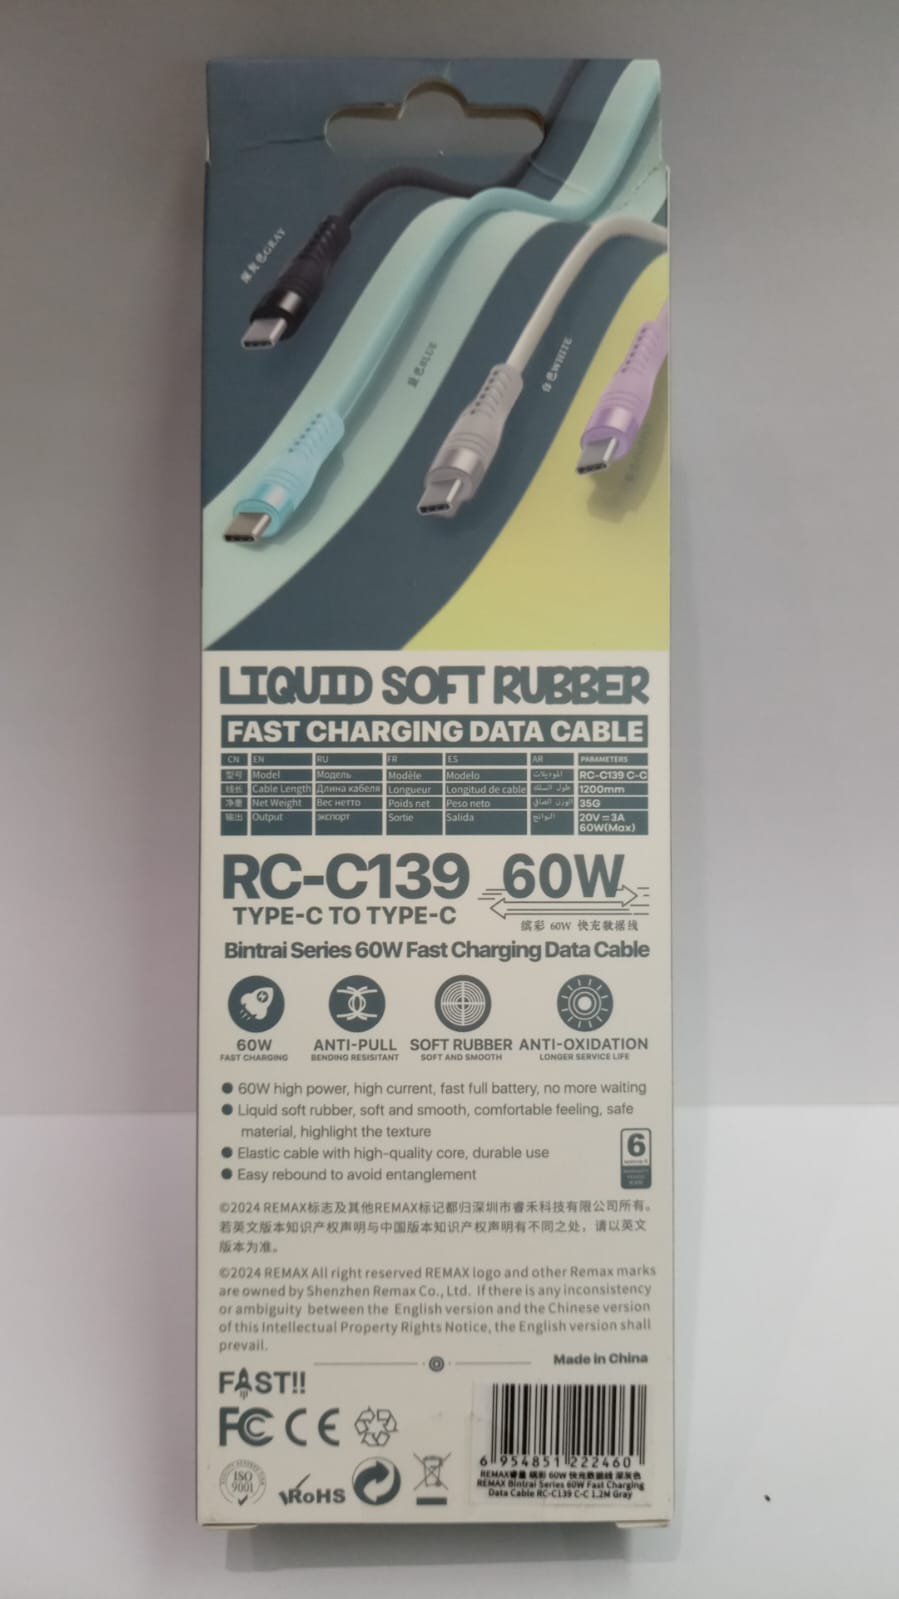 深灰色GRAY
蓝色BLUE
白色WHITE
LIQUID SOFT RUBBER
FAST CHARGING DATA CABLE
CN EN RU FR ES AR PARAMETERS
型号 Model Модель Modèle Modelo الموديلات RC-C139 C-C
线长 Cable Length Длина кабеля Longueur Longitud de cable طول السلك 1200mm
净重 Net Weight Вес нетто Poids net Peso neto الوزن الصافي 35G
输出 Output экспорт Sortie Salida 20V⎓3A
60W(Max)
RC-C139 60W
TYPE-C TO TYPE-C
缤彩 60W 快充数据线
Bintrai Series 60W Fast Charging Data Cable
60W ANTI-PULL SOFT RUBBER ANTI-OXIDATION
FAST CHARGING BENDING RESISITANT SOFT AND SMOOTH LONGER SERVICE LIFE
● 60W high power, high current, fast full battery, no more waiting
● Liquid soft rubber, soft and smooth, comfortable feeling, safe
material, highlight the texture
● Elastic cable with high-quality core, durable use
● Easy rebound to avoid entanglement
6
©2024 REMAX标志及其他REMAX标记都归深圳市睿禾科技有限公司所有。
若英文版本知识产权声明与中国版本知识产权声明有不同之处，请以英文
版本为准。
©2024 REMAX All right reserved REMAX logo and other Remax marks
are owned by Shenzhen Remax Co., Ltd. If there is any inconsistency
or ambiguity between the English version and the Chinese version
of this Intellectual Property Rights Notice, the English version shall
prevail.
Made in China
FAST!!
FC CE
ISO
9001
RoHS
6 954851 222460
REMAX睿量 缤彩 60W 快充数据线 深灰色
REMAX Bintrai Series 60W Fast Charging
Data Cable RC-C139 C-C 1.2M Gray